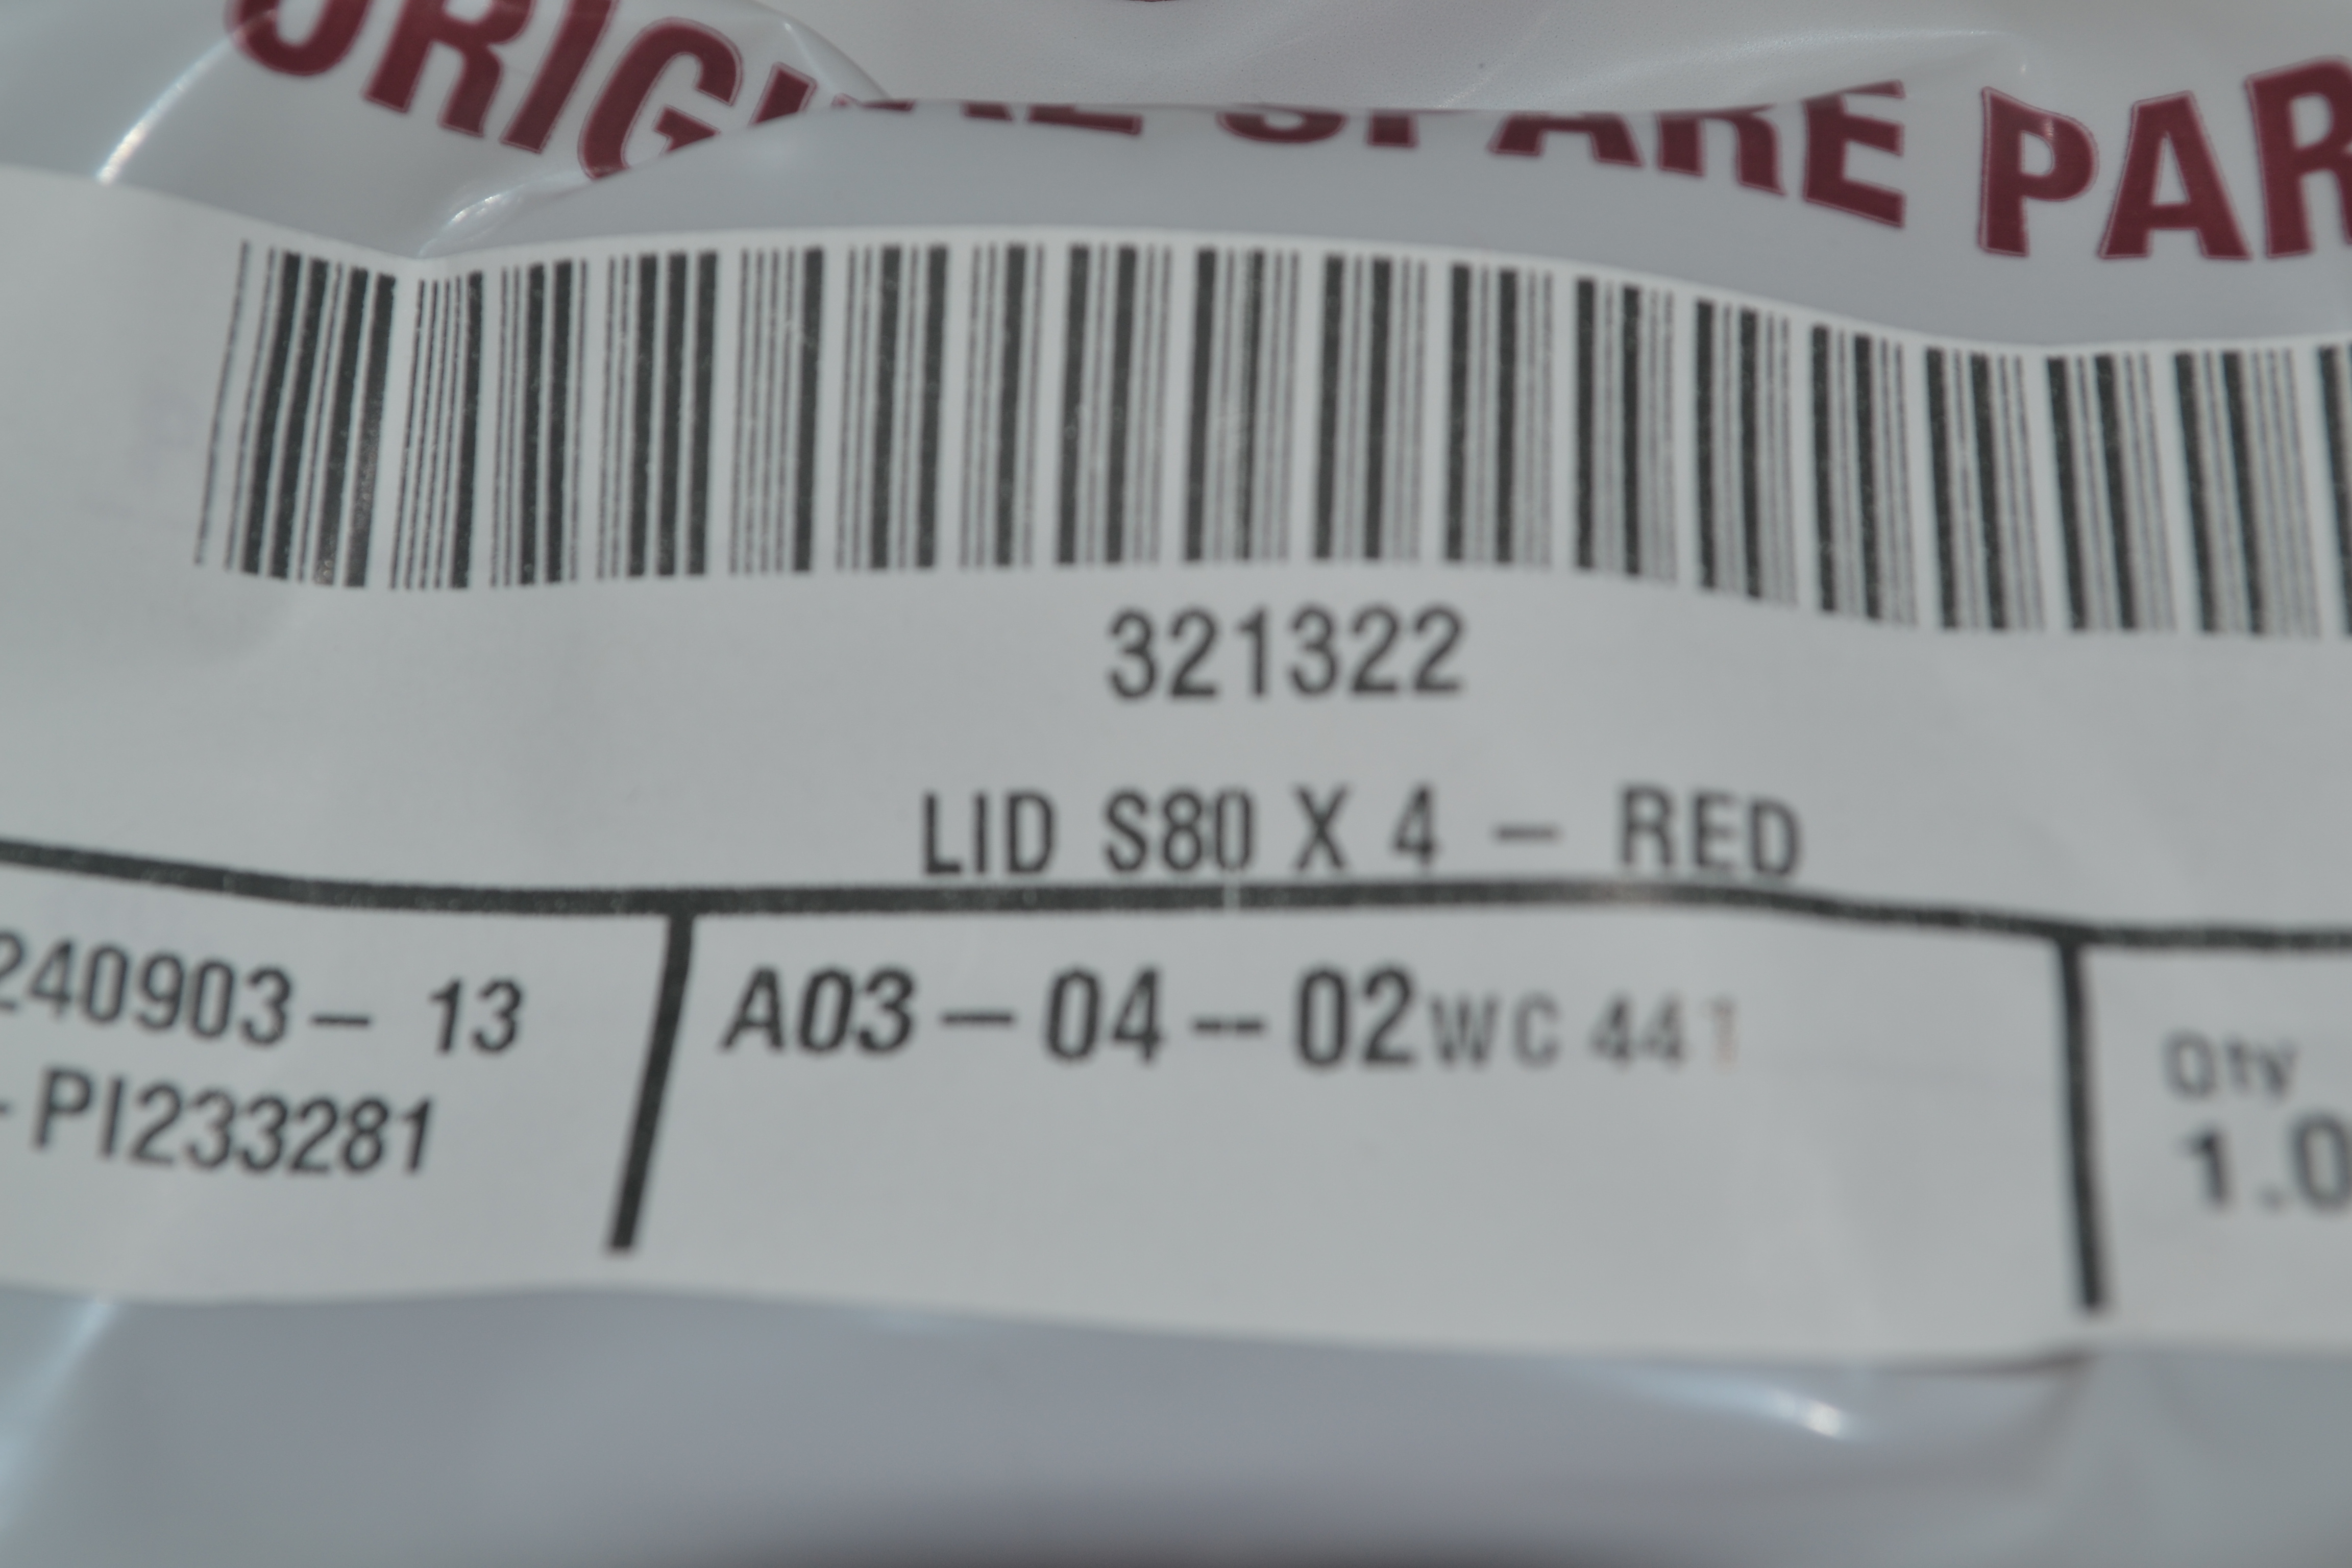 ORIGINAL SPARE PAR
321322
LID S80 X 4 - RED
240903-13
A03-04--02WC 441
-PI233281
Qty
1.0